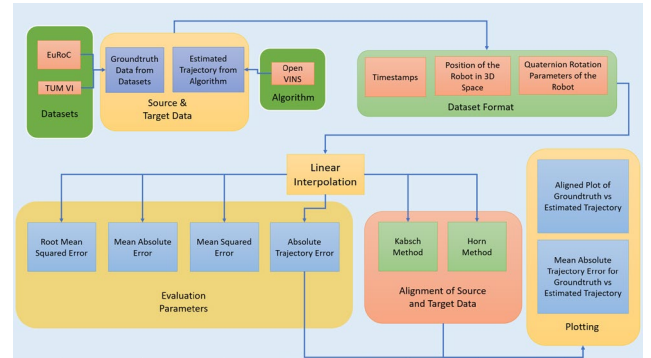 EuRoC
TUM VI
Datasets
Groundtruth
Data from
Datasets
Estimated
Trajectory from
Algorithm
Source &
Target Data
Open
VINS
Algorithm
Timestamps
Position of the
Robot in 3D
Space
Quaternion Rotation
Parameters of the
Robot
Dataset Format
Linear
Interpolation
Root Mean
Squared Error
Mean Absolute
Error
Mean Squared
Error
Absolute
Trajectory Error
Evaluation
Parameters
Kabsch
Method
Horn
Method
Alignment of Source
and Target Data
Aligned Plot of
Groundtruth vs
Estimated Trajectory
Mean Absolute
Trajectory Error for
Groundtruth vs
Estimated Trajectory
Plotting